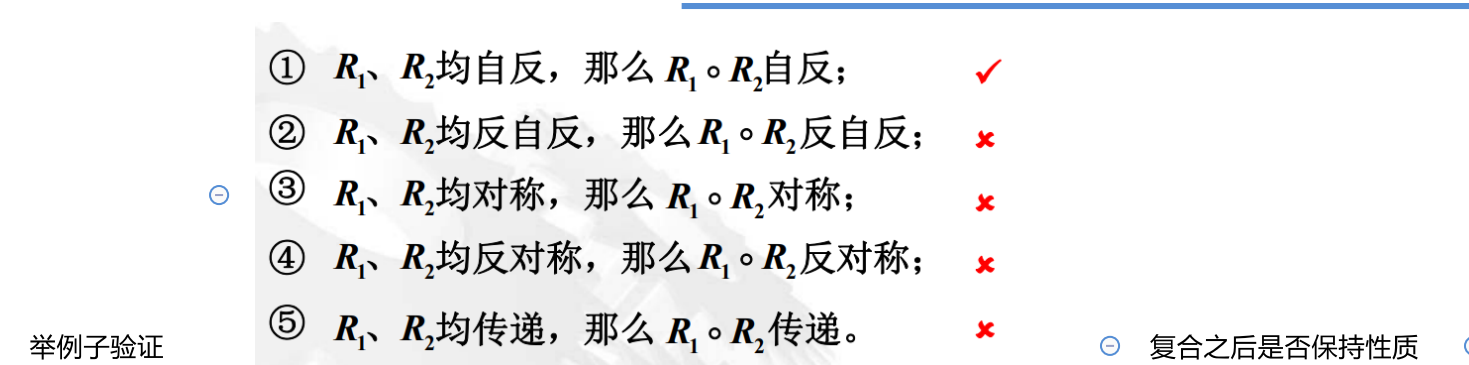 ① R₁、R₂均自反，那么 R₁∘R₂自反； ✓
② R₁、R₂均反自反，那么R₁∘R₂反自反； ✘
③ R₁、R₂均对称，那么 R₁∘R₂对称； ✘
④ R₁、R₂均反对称，那么R₁∘R₂反对称； ✘
⑤ R₁、R₂均传递，那么 R₁∘R₂传递。 ✘
举例子验证
复合之后是否保持性质